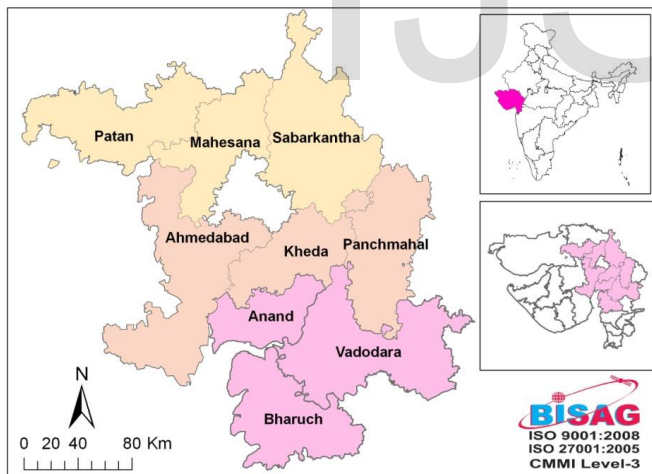 IJS
Patan
Mahesana
Sabarkantha
Ahmedabad
Kheda
Panchmahal
Anand
Vadodara
Bharuch
N
0 20 40 80 Km
BISAG
ISO 9001:2008
ISO 27001:2005
CMMI Level-3